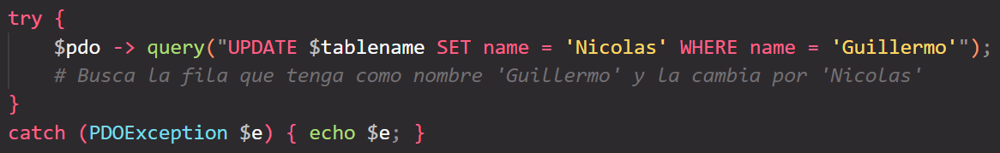 try {
    $pdo -> query("UPDATE $tablename SET name = 'Nicolas' WHERE name = 'Guillermo'");
    # Busca la fila que tenga como nombre 'Guillermo' y la cambia por 'Nicolas'
}
catch (PDOException $e) { echo $e; }